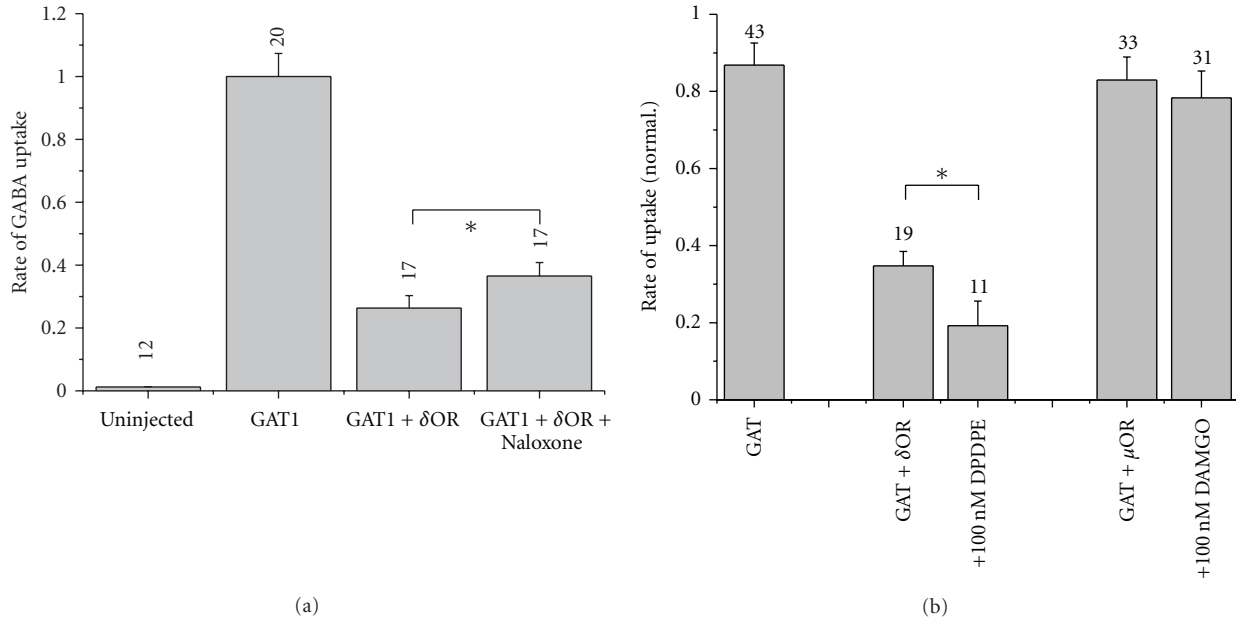 Rate of GABA uptake
1.2
1
0.8
0.6
0.4
0.2
0
12
20
17
17
*
Uninjected
GAT1
GAT1 + δOR
GAT1 + δOR +
Naloxone
(a)
Rate of uptake (normal.)
1
0.8
0.6
0.4
0.2
0
43
19
11
33
31
*
GAT
GAT + δOR
+100 nM DPDPE
GAT + μOR
+100 nM DAMGO
(b)